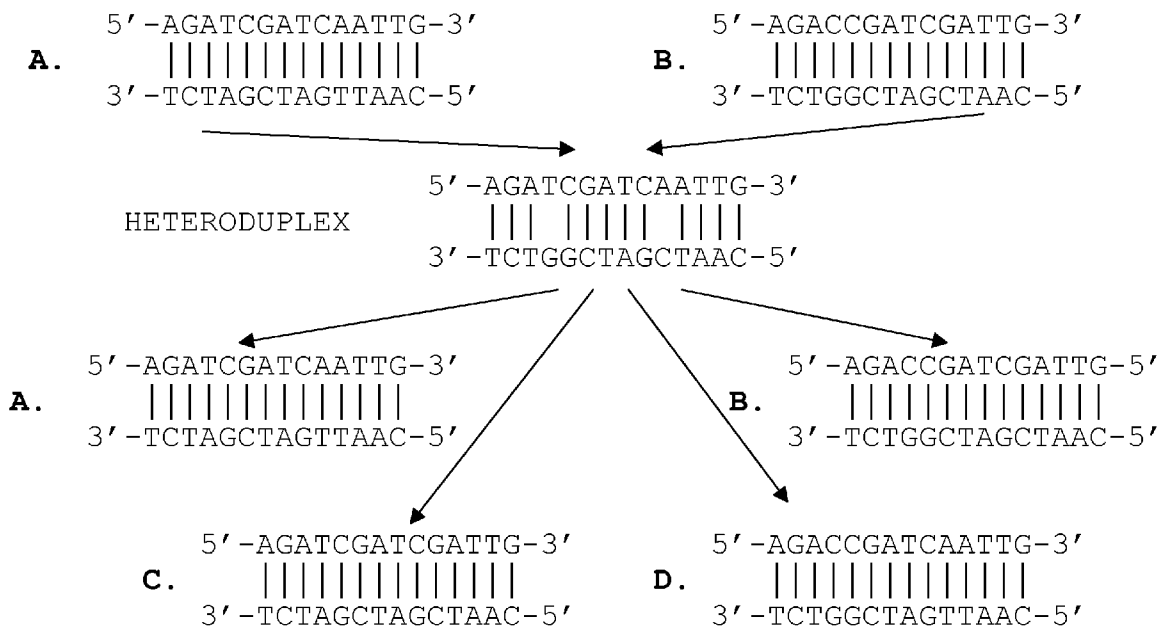 5′-AGATCGATCAATTG-3′
A.
3′-TCTAGCTAGTTAAC-5′
5′-AGACCGATCGATTG-3′
B.
3′-TCTGGCTAGCTAAC-5′
5′-AGATCGATCAATTG-3′
HETERODUPLEX
3′-TCTGGCTAGCTAAC-5′
5′-AGATCGATCAATTG-3′
A.
3′-TCTAGCTAGTTAAC-5′
5′-AGACCGATCGATTG-5′
B.
3′-TCTGGCTAGCTAAC-5′
5′-AGATCGATCGATTG-3′
C.
3′-TCTAGCTAGCTAAC-5′
5′-AGACCGATCAATTG-3′
D.
3′-TCTGGCTAGTTAAC-5′